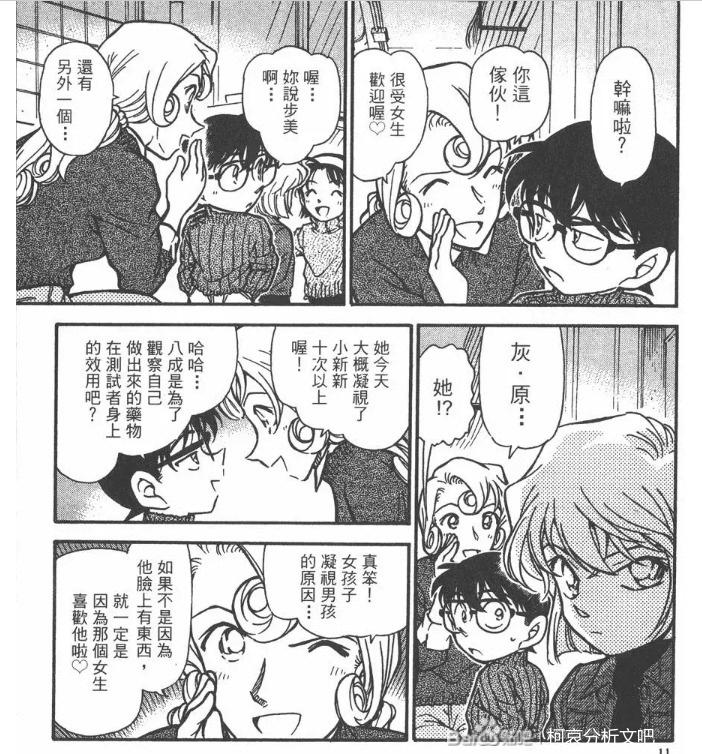 幹嘛啦?
你這
傢伙!
很受女生
歡迎喔♡
喔…
妳說步美
啊…
還有
另外一個…
灰.原…
她!?
她今天
大概凝視了
小新新
十次以上
喔!
哈哈…
八成是為了
觀察自己
做出來的藥物
在測試者身上
的效用吧?
真笨!
女孩子
凝視男孩
的原因…
如果不是因為
他臉上有東西,
就一定是
因為那個女生
喜歡他啦♡
柯哀分析文吧
11